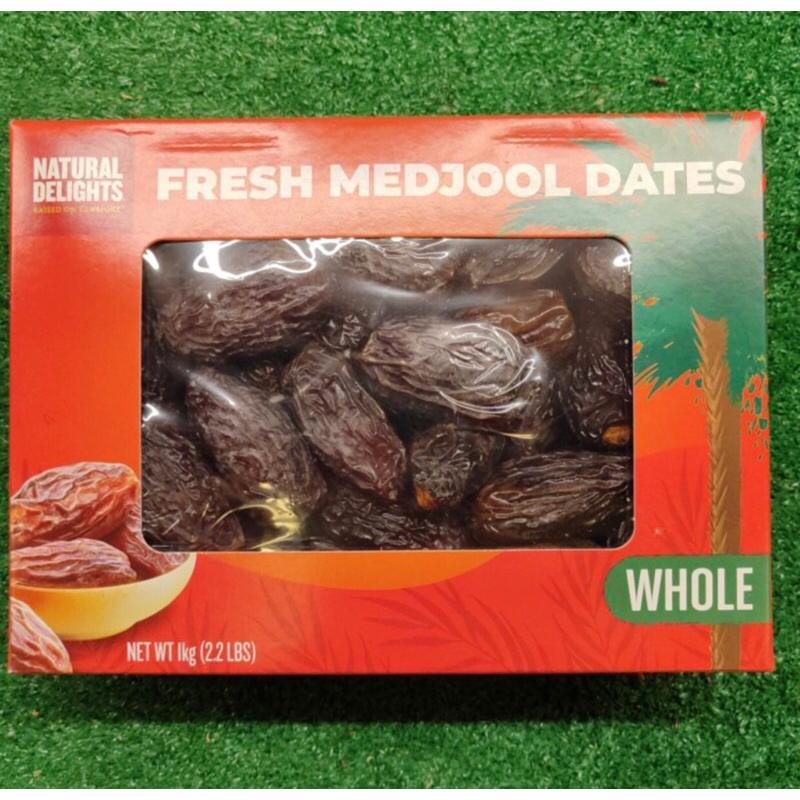 NATURAL
DELIGHTS
FRESH MEDJOOL DATES
WHOLE
NET WT 1kg (2.2 LBS)